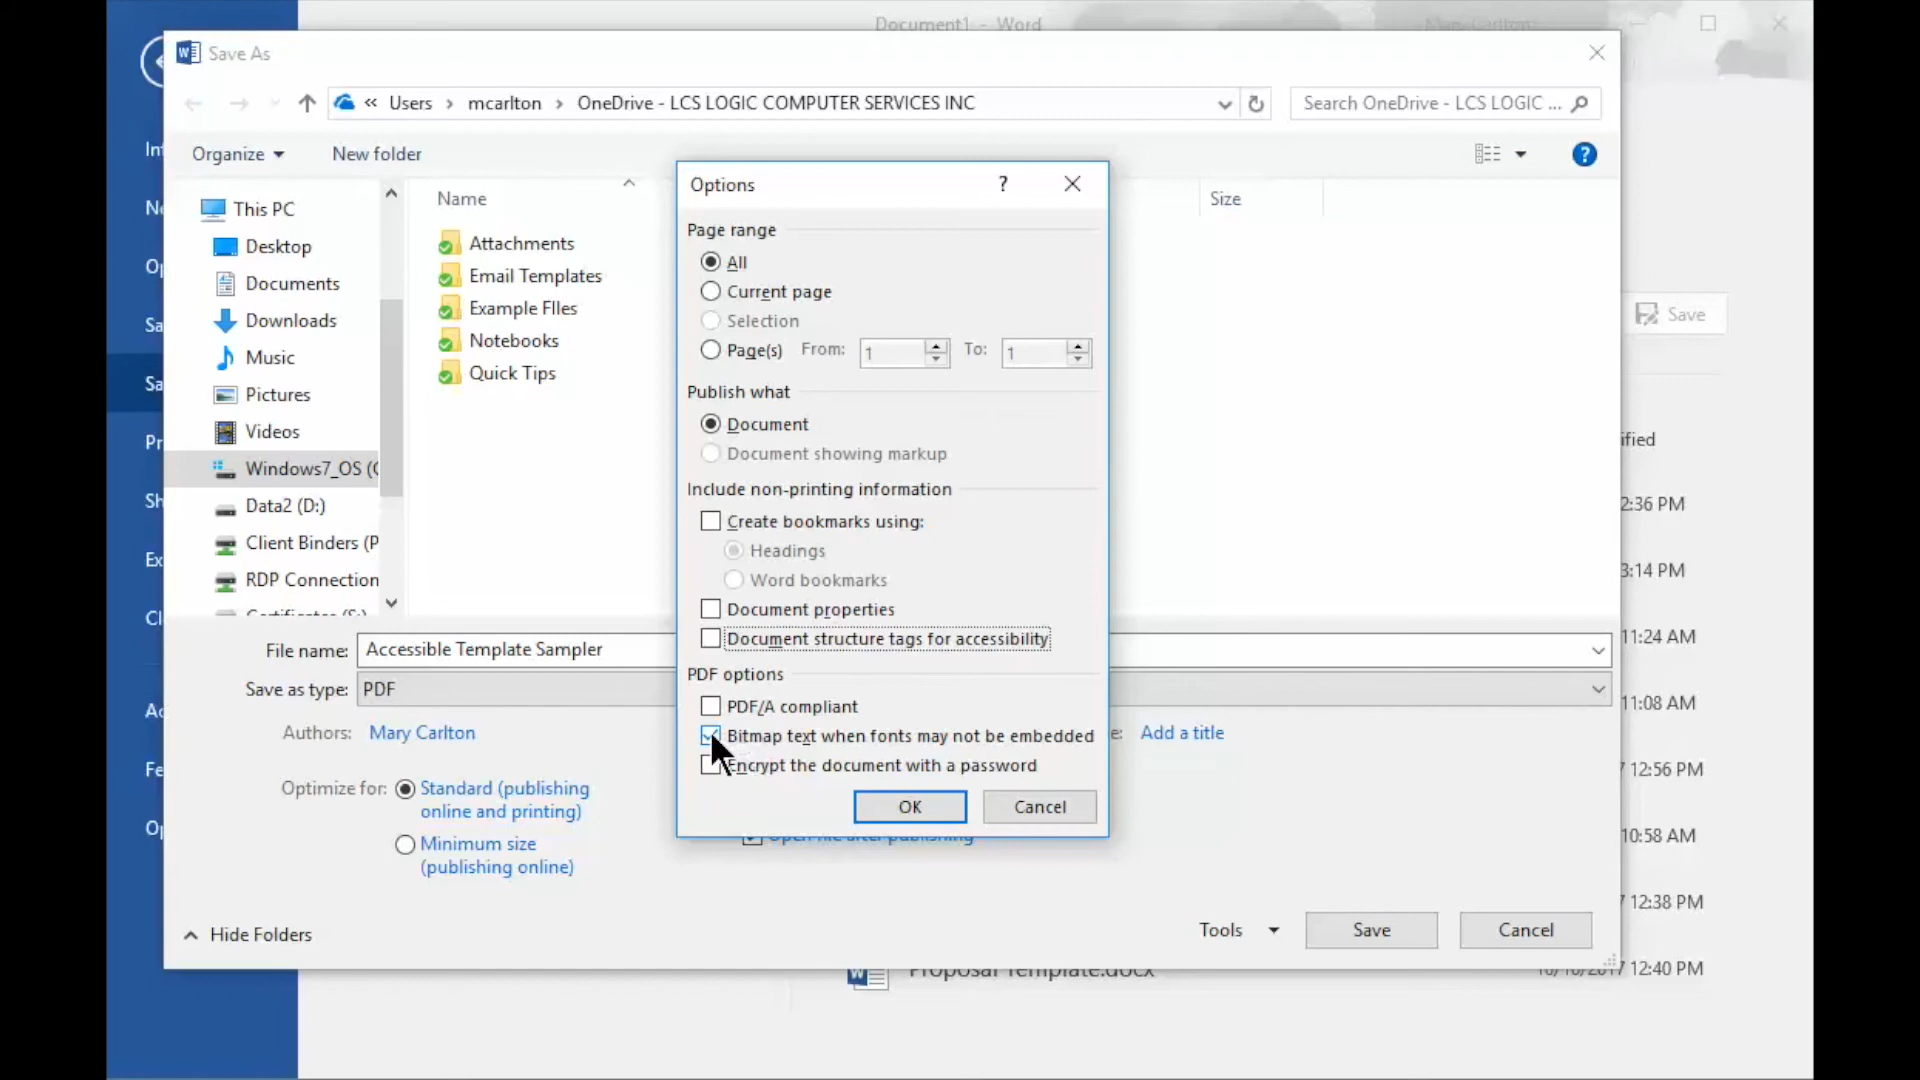 Document1 - Word
Save As
Users
mcarlton
OneDrive - LCS LOGIC COMPUTER SERVICES INC
Search OneDrive - LCS LOGIC ...
Organize
New folder
This PC
Desktop
Documents
Downloads
Music
Pictures
Videos
Windows7_OS (C
Data2 (D:)
Client Binders (P
RDP Connection
Name
Size
Attachments
Email Templates
Example FIles
Notebooks
Quick Tips
Options
?
Page range
All
Current page
Selection
Page(s) From: 1 To: 1
Publish what
Document
Document showing markup
Include non-printing information
Create bookmarks using:
Headings
Word bookmarks
Document properties
Document structure tags for accessibility
PDF options
PDF/A compliant
Bitmap text when fonts may not be embedded
Encrypt the document with a password
OK
Cancel
File name: Accessible Template Sampler
Save as type: PDF
Authors: Mary Carlton
Add a title
Optimize for:
Standard (publishing
online and printing)
Minimum size
(publishing online)
Open file after publishing
Hide Folders
Tools
Save
Cancel
Save
ified
2:36 PM
3:14 PM
11:24 AM
11:08 AM
12:56 PM
10:58 AM
12:38 PM
Proposal Template.docx
12:40 PM